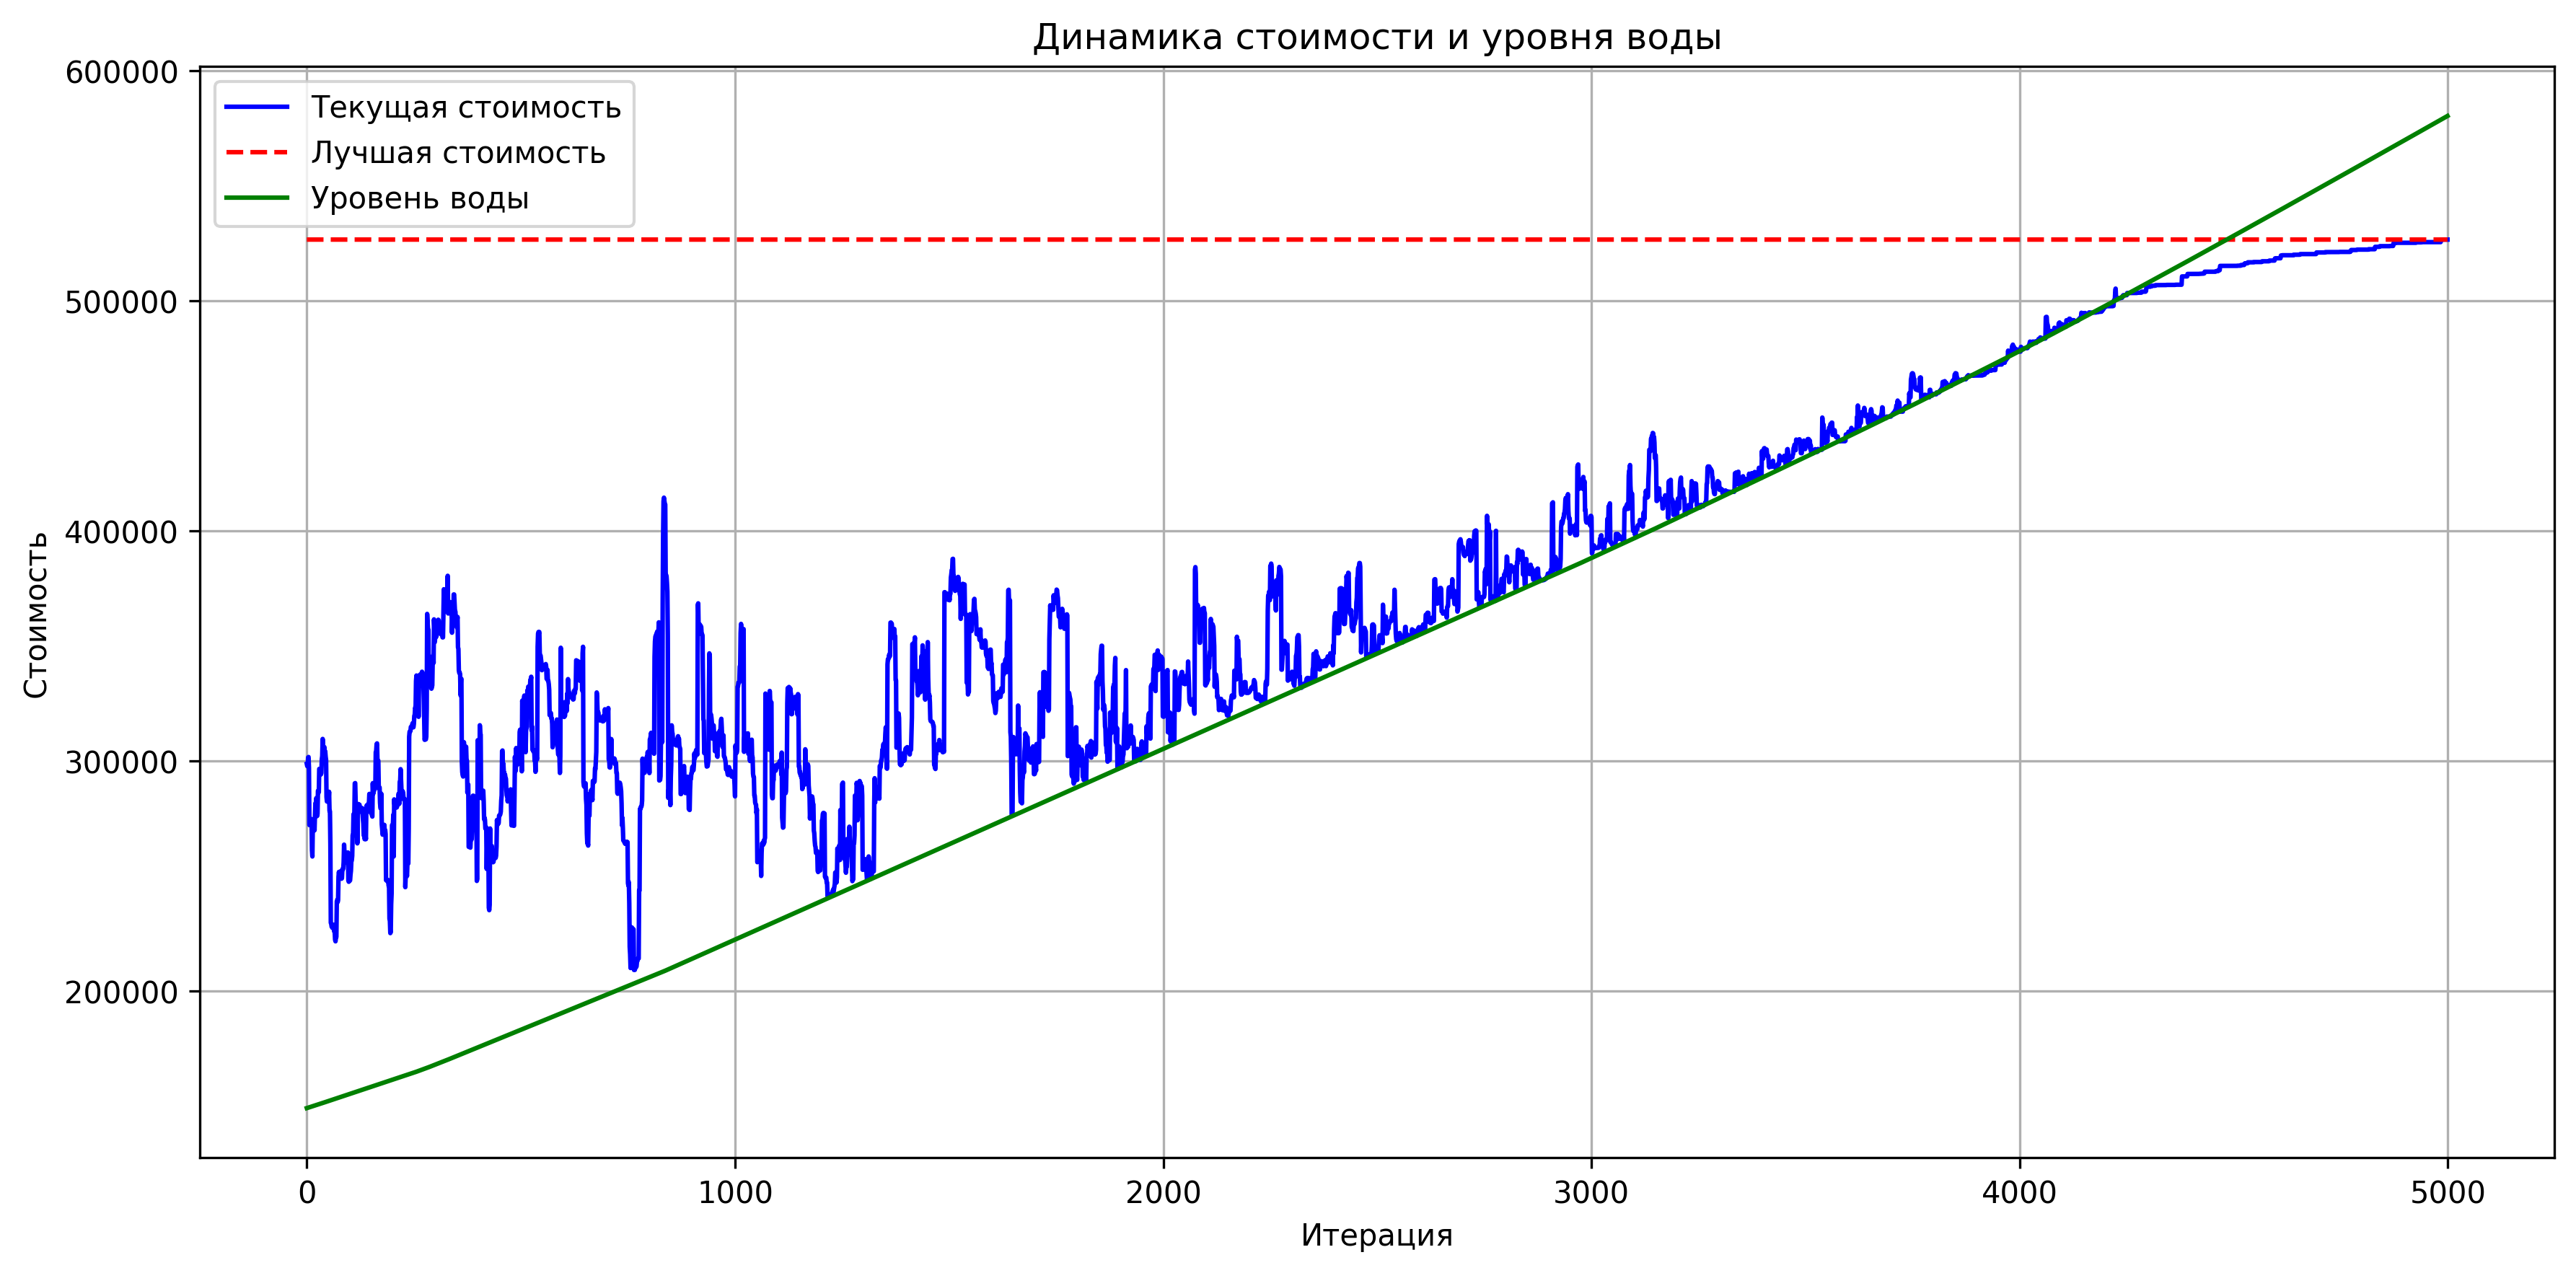 Динамика стоимости и уровня воды
Текущая стоимость
Лучшая стоимость
Уровень воды
Стоимость
600000
500000
400000
300000
200000
0 1000 2000 3000 4000 5000
Итерация